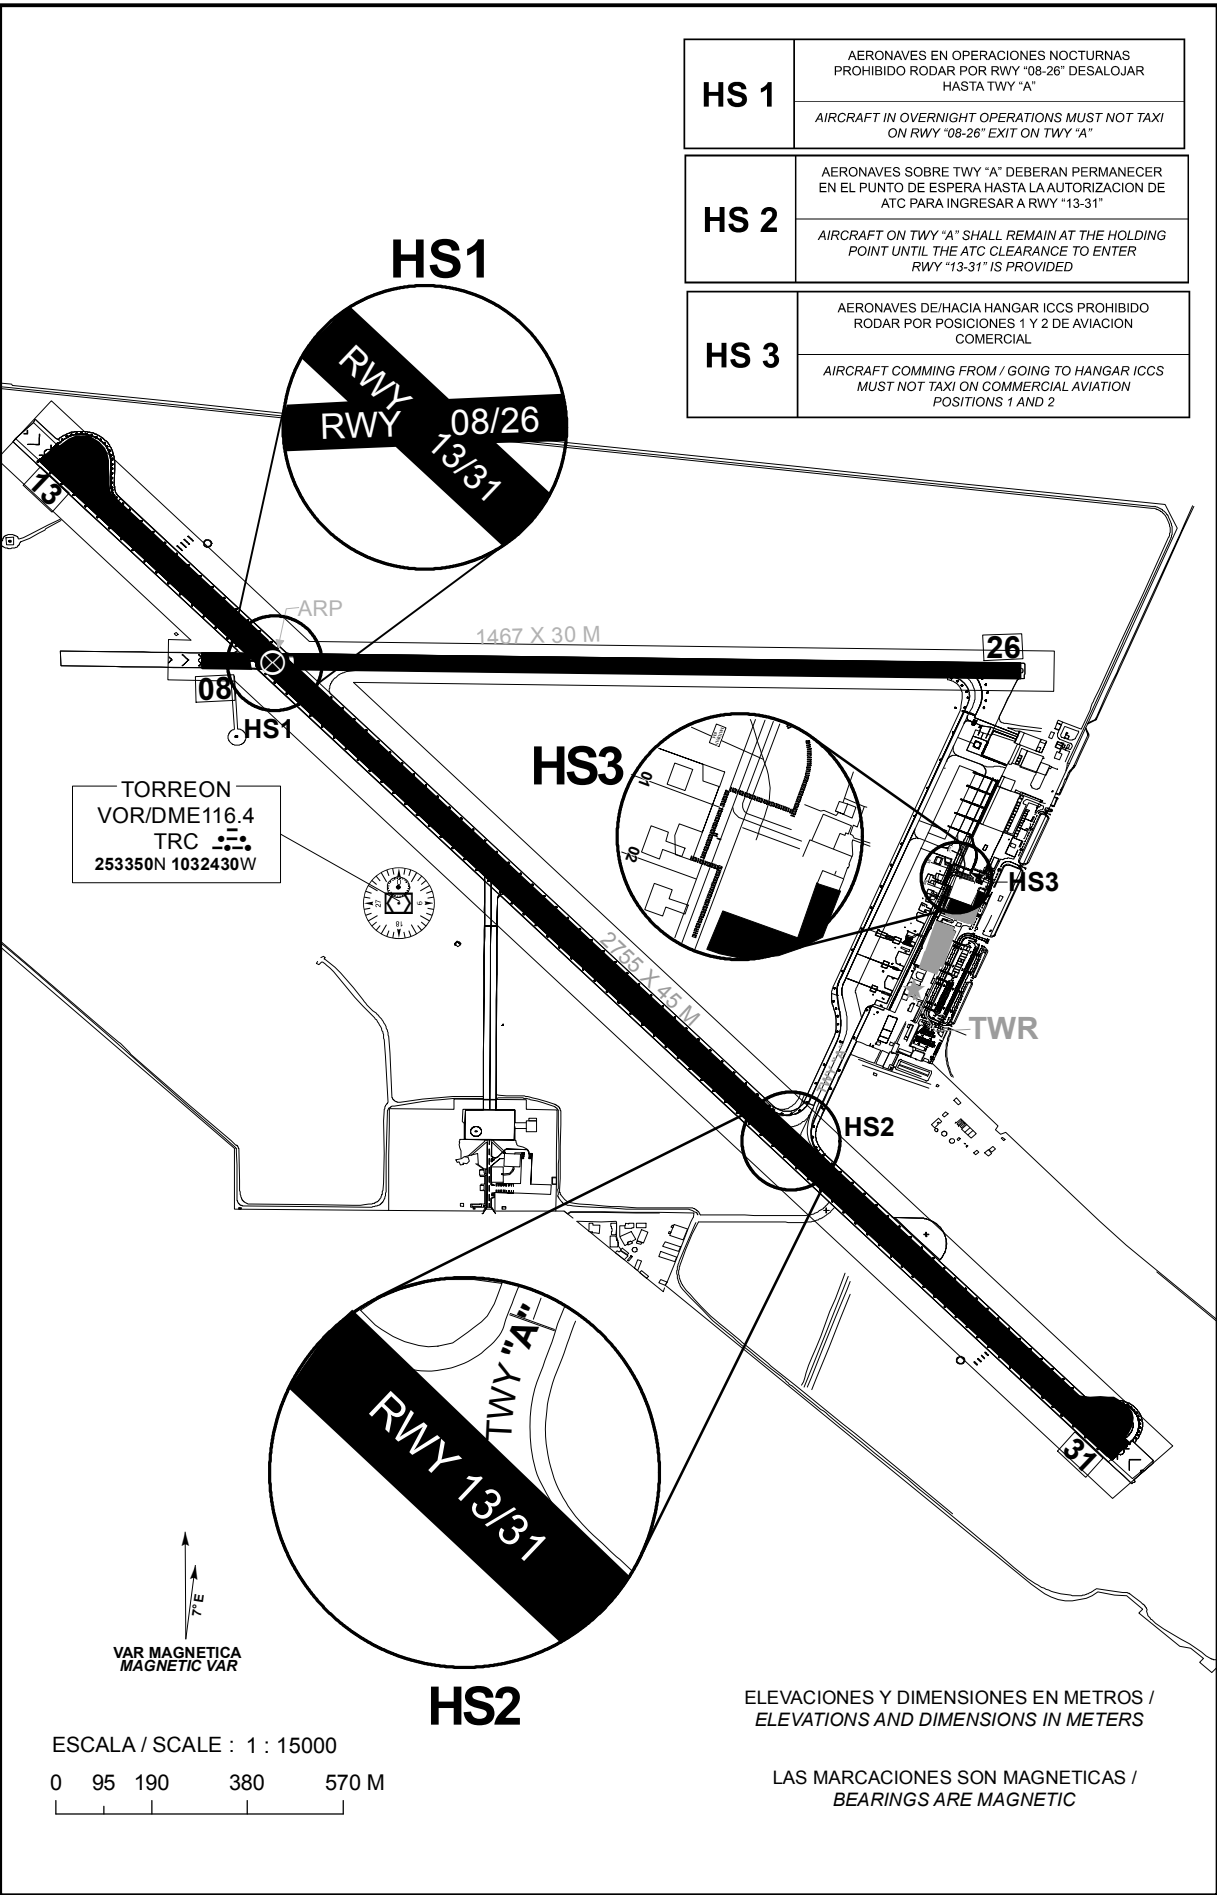 HS 1
AERONAVES EN OPERACIONES NOCTURNAS
PROHIBIDO RODAR POR RWY “08-26” DESALOJAR
HASTA TWY “A”
AIRCRAFT IN OVERNIGHT OPERATIONS MUST NOT TAXI
ON RWY “08-26” EXIT ON TWY “A”
HS 2
AERONAVES SOBRE TWY “A” DEBERAN PERMANECER
EN EL PUNTO DE ESPERA HASTA LA AUTORIZACION DE
ATC PARA INGRESAR A RWY “13-31”
AIRCRAFT ON TWY “A” SHALL REMAIN AT THE HOLDING
POINT UNTIL THE ATC CLEARANCE TO ENTER
RWY “13-31” IS PROVIDED
HS 3
AERONAVES DE/HACIA HANGAR ICCS PROHIBIDO
RODAR POR POSICIONES 1 Y 2 DE AVIACION
COMERCIAL
AIRCRAFT COMMING FROM / GOING TO HANGAR ICCS
MUST NOT TAXI ON COMMERCIAL AVIATION
POSITIONS 1 AND 2
HS1
RWY 13/31
RWY 08/26
13
ARP
1467 X 30 M
26
08
HS1
HS3
01
02
TORREON
VOR/DME116.4
TRC
253350N 1032430W
27
9
18
HS3
2755 X 45 M
TWR
HS2
TWY "A"
RWY 13/31
31
7° E
VAR MAGNETICA
MAGNETIC VAR
HS2
ELEVACIONES Y DIMENSIONES EN METROS /
ELEVATIONS AND DIMENSIONS IN METERS
ESCALA / SCALE : 1 : 15000
0 95 190 380 570 M
LAS MARCACIONES SON MAGNETICAS /
BEARINGS ARE MAGNETIC